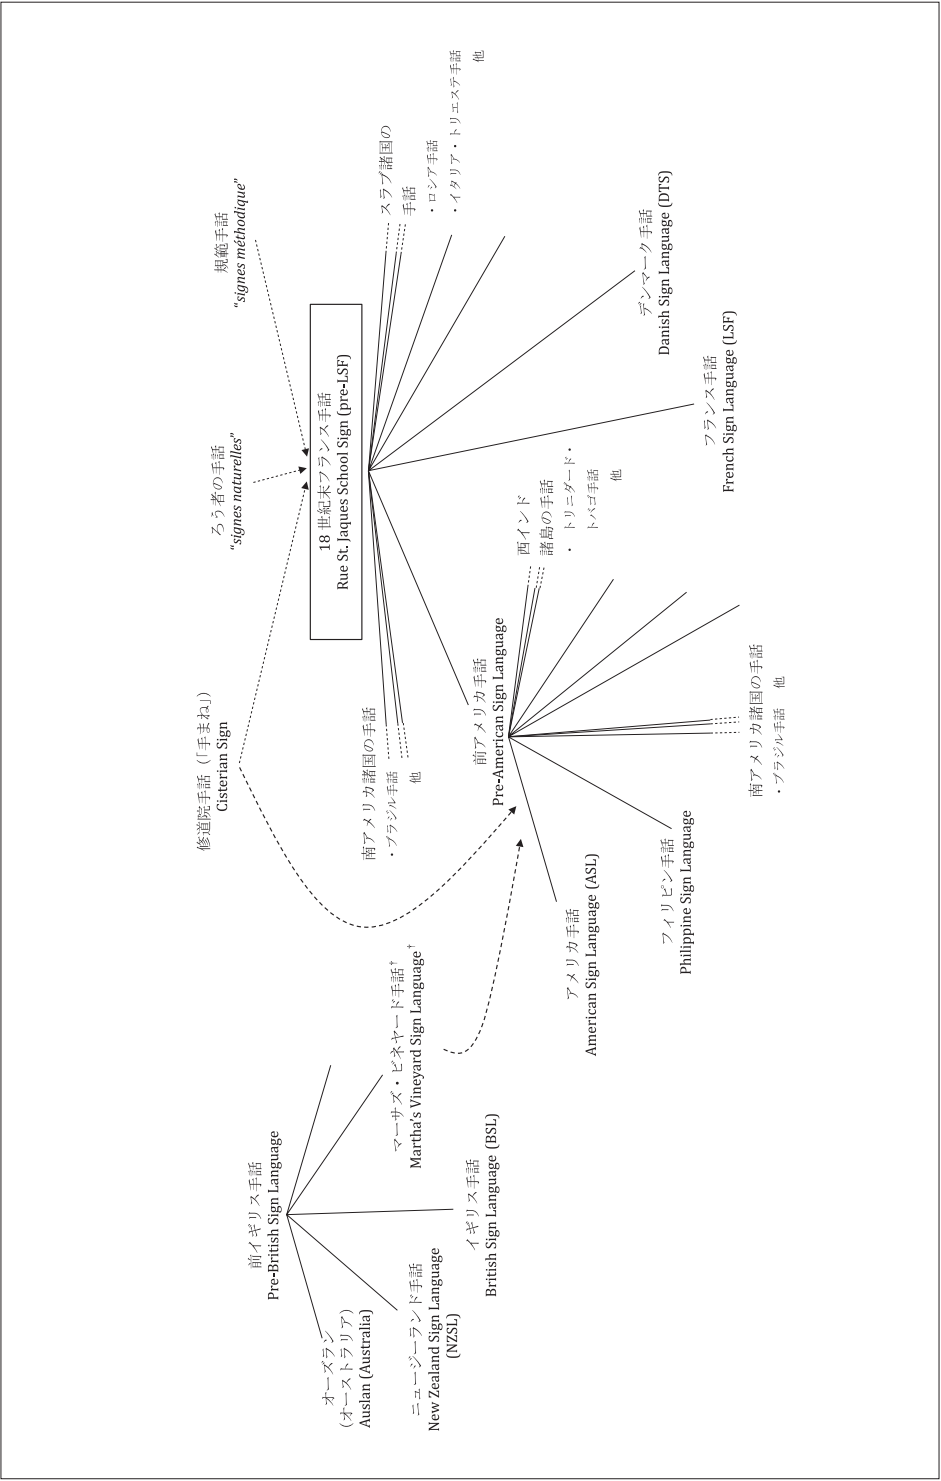 前イギリス手話
Pre-British Sign Language
オーズラン
（オーストラリア）
Auslan (Australia)
ニュージーランド手話
New Zealand Sign Language
(NZSL)
イギリス手話
British Sign Language (BSL)
マーサズ・ビネヤード手話†
Martha's Vineyard Sign Language†
修道院手話（「手まね」）
Cisterian Sign
ろう者の手話
“signes naturelles”
規範手話
“signes méthodique”
18 世紀末フランス手話
Rue St. Jaques School Sign (pre-LSF)
南アメリカ諸国の手話
・ブラジル手話
他
前アメリカ手話
Pre-American Sign Language
スラブ諸国の
手話
・ロシア手話
・イタリア・トリエステ手話
他
デンマーク手話
Danish Sign Language (DTS)
フランス手話
French Sign Language (LSF)
アメリカ手話
American Sign Language (ASL)
フィリピン手話
Philippine Sign Language
南アメリカ諸国の手話
・ブラジル手話 他
西インド
諸島の手話
・ トリニダード・
トバゴ手話
他